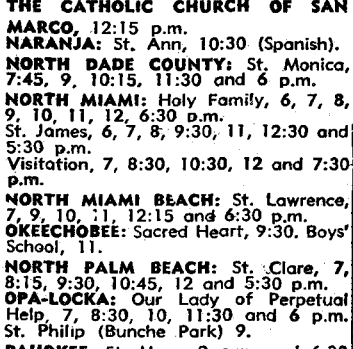 THE CATHOLIC CHURCH OF SAN
MARCO, 12:15 p.m.
NARANJA: St. Ann, 10:30 (Spanish).
NORTH DADE COUNTY: St. Monica,
7:45, 9, 10:15, 11:30 and 6 p.m.
NORTH MIAMI: Holy Family, 6, 7, 8,
9, 10, 11, 12, 6:30 p.m.
St. James, 6, 7, 8, 9:30, 11, 12:30 and
5:30 p.m.
Visitation, 7, 8:30, 10:30, 12 and 7:30
p.m.
NORTH MIAMI BEACH: St. Lawrence,
7, 9, 10, 11, 12:15 and 6:30 p.m.
OKEECHOBEE: Sacred Heart, 9:30. Boys'
School, 11.
NORTH PALM BEACH: St. Clare, 7,
8:15, 9:30, 10:45, 12 and 5:30 p.m.
OPA-LOCKA: Our Lady of Perpetual
Help, 7, 8:30, 10, 11:30 and 6 p.m.
St. Philip (Bunche Park) 9.